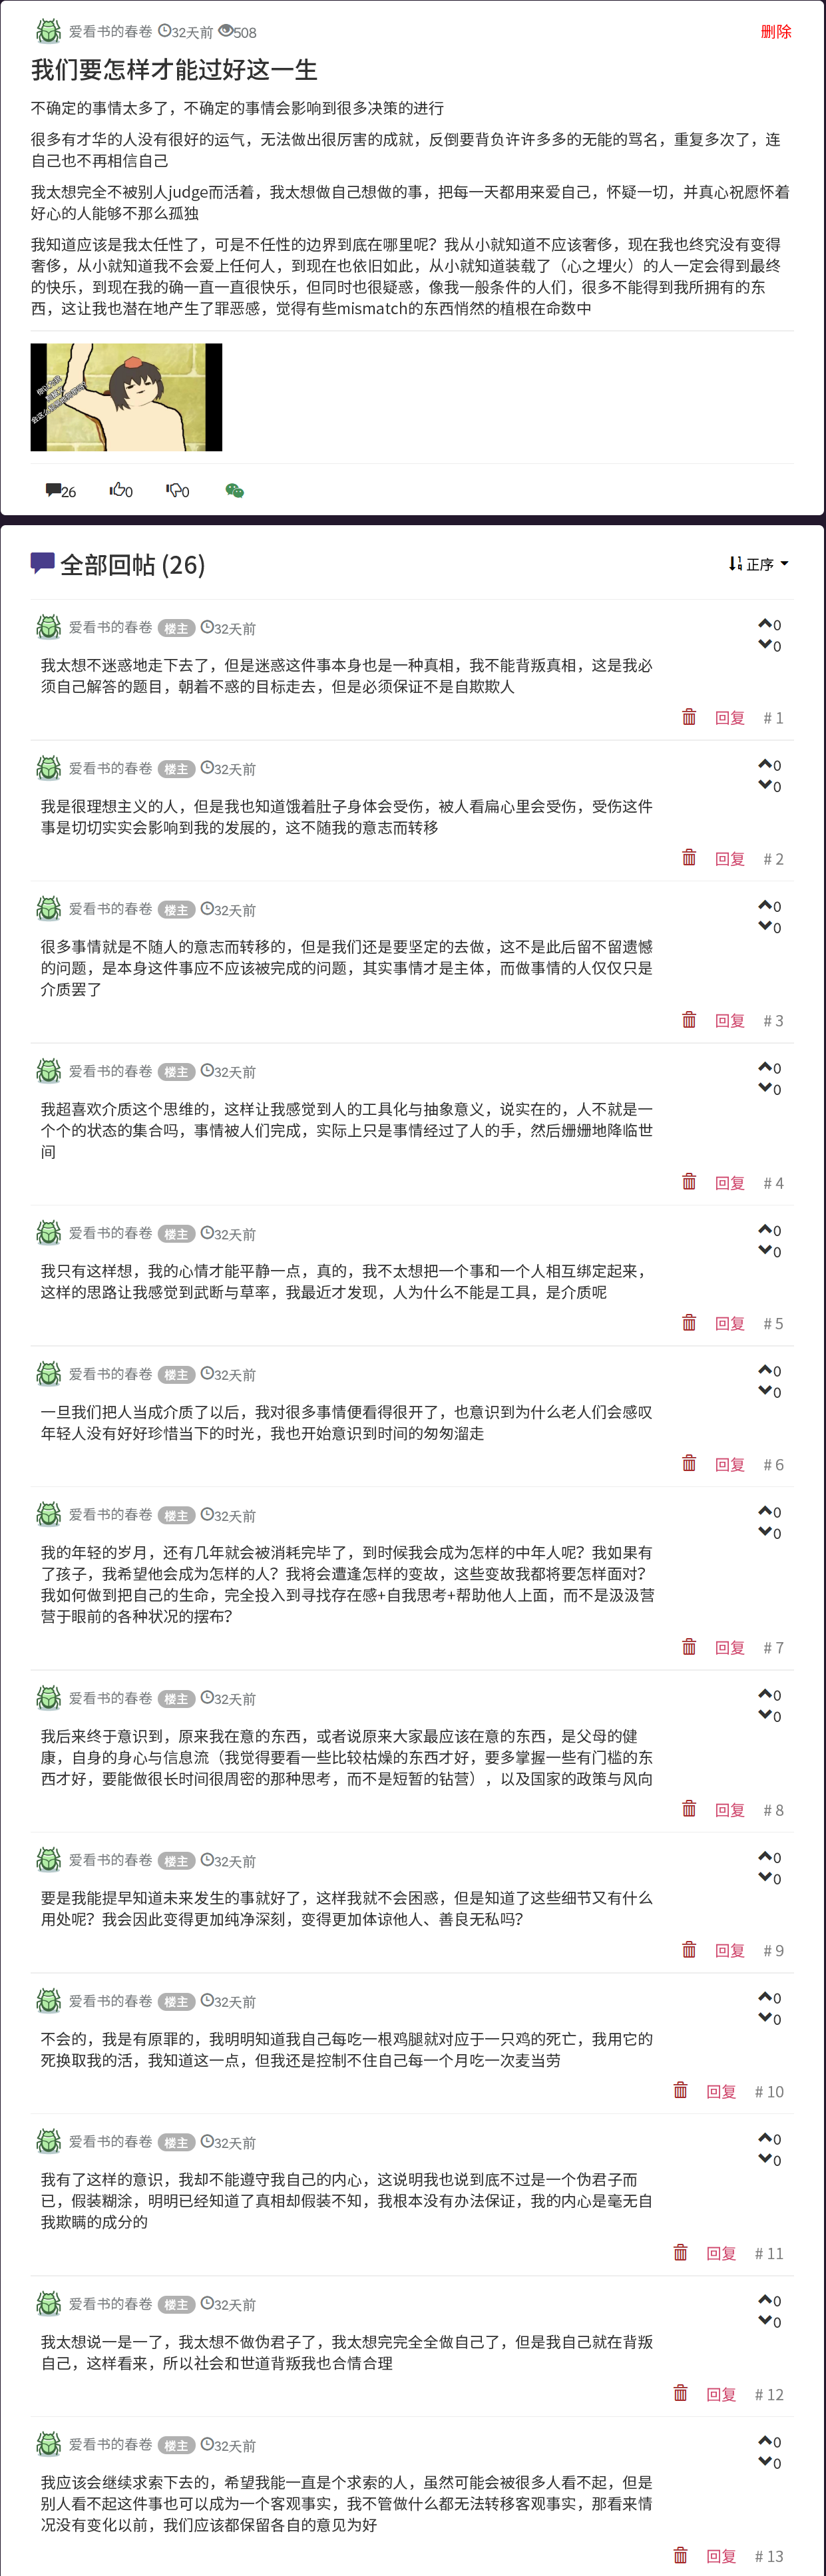 爱看书的春卷 32天前 508 删除
我们要怎样才能过好这一生
不确定的事情太多了，不确定的事情会影响到很多决策的进行
很多有才华的人没有很好的运气，无法做出很厉害的成就，反倒要背负许许多多的无能的骂名，重复多次了，连
自己也不再相信自己
我太想完全不被别人judge而活着，我太想做自己想做的事，把每一天都用来爱自己，怀疑一切，并真心祝愿怀着
好心的人能够不那么孤独
我知道应该是我太任性了，可是不任性的边界到底在哪里呢？我从小就知道不应该奢侈，现在我也终究没有变得
奢侈，从小就知道我不会爱上任何人，到现在也依旧如此，从小就知道装载了（心之埋火）的人一定会得到最终
的快乐，到现在我的确一直一直很快乐，但同时也很疑惑，像我一般条件的人们，很多不能得到我所拥有的东
西，这让我也潜在地产生了罪恶感，觉得有些mismatch的东西悄然的植根在命数中
26 0 0
全部回帖 (26) 正序
爱看书的春卷 楼主 32天前 0
0
我太想不迷惑地走下去了，但是迷惑这件事本身也是一种真相，我不能背叛真相，这是我必
须自己解答的题目，朝着不惑的目标走去，但是必须保证不是自欺欺人
回复 # 1
爱看书的春卷 楼主 32天前 0
0
我是很理想主义的人，但是我也知道饿着肚子身体会受伤，被人看扁心里会受伤，受伤这件
事是切切实实会影响到我的发展的，这不随我的意志而转移
回复 # 2
爱看书的春卷 楼主 32天前 0
0
很多事情就是不随人的意志而转移的，但是我们还是要坚定的去做，这不是此后留不留遗憾
的问题，是本身这件事应不应该被完成的问题，其实事情才是主体，而做事情的人仅仅只是
介质罢了
回复 # 3
爱看书的春卷 楼主 32天前 0
0
我超喜欢介质这个思维的，这样让我感觉到人的工具化与抽象意义，说实在的，人不就是一
个个的状态的集合吗，事情被人们完成，实际上只是事情经过了人的手，然后姗姗地降临世
间
回复 # 4
爱看书的春卷 楼主 32天前 0
0
我只有这样想，我的心情才能平静一点，真的，我不太想把一个事和一个人相互绑定起来，
这样的思路让我感觉到武断与草率，我最近才发现，人为什么不能是工具，是介质呢
回复 # 5
爱看书的春卷 楼主 32天前 0
0
一旦我们把人当成介质了以后，我对很多事情便看得很开了，也意识到为什么老人们会感叹
年轻人没有好好珍惜当下的时光，我也开始意识到时间的匆匆溜走
回复 # 6
爱看书的春卷 楼主 32天前 0
0
我的年轻的岁月，还有几年就会被消耗完毕了，到时候我会成为怎样的中年人呢？我如果有
了孩子，我希望他会成为怎样的人？我将会遭逢怎样的变故，这些变故我都将要怎样面对？
我如何做到把自己的生命，完全投入到寻找存在感+自我思考+帮助他人上面，而不是汲汲营
营于眼前的各种状况的摆布？
回复 # 7
爱看书的春卷 楼主 32天前 0
0
我后来终于意识到，原来我在意的东西，或者说原来大家最应该在意的东西，是父母的健
康，自身的身心与信息流（我觉得要看一些比较枯燥的东西才好，要多掌握一些有门槛的东
西才好，要能做很长时间很周密的那种思考，而不是短暂的钻营），以及国家的政策与风向
回复 # 8
爱看书的春卷 楼主 32天前 0
0
要是我能提早知道未来发生的事就好了，这样我就不会困惑，但是知道了这些细节又有什么
用处呢？我会因此变得更加纯净深刻，变得更加体谅他人、善良无私吗？
回复 # 9
爱看书的春卷 楼主 32天前 0
0
不会的，我是有原罪的，我明明知道我自己每吃一根鸡腿就对应于一只鸡的死亡，我用它的
死换取我的活，我知道这一点，但我还是控制不住自己每一个月吃一次麦当劳
回复 # 10
爱看书的春卷 楼主 32天前 0
0
我有了这样的意识，我却不能遵守我自己的内心，这说明我也说到底不过是一个伪君子而
已，假装糊涂，明明已经知道了真相却假装不知，我根本没有办法保证，我的内心是毫无自
我欺瞒的成分的
回复 # 11
爱看书的春卷 楼主 32天前 0
0
我太想说一是一了，我太想不做伪君子了，我太想完完全全做自己了，但是我自己就在背叛
自己，这样看来，所以社会和世道背叛我也合情合理
回复 # 12
爱看书的春卷 楼主 32天前 0
0
我应该会继续求索下去的，希望我能一直是个求索的人，虽然可能会被很多人看不起，但是
别人看不起这件事也可以成为一个客观事实，我不管做什么都无法转移客观事实，那看来情
况没有变化以前，我们应该都保留各自的意见为好
回复 # 13